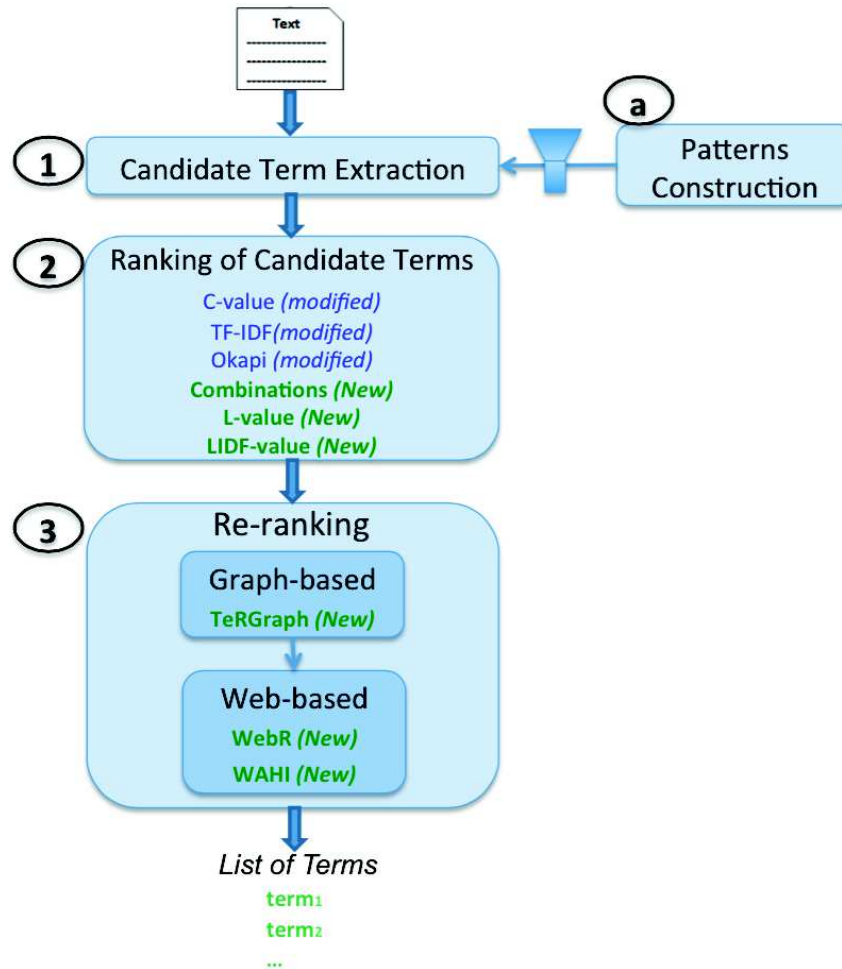 Text
a
Patterns
Construction
1
Candidate Term Extraction
2
Ranking of Candidate Terms
C-value (modified)
TF-IDF(modified)
Okapi (modified)
Combinations (New)
L-value (New)
LIDF-value (New)
3
Re-ranking
Graph-based
TeRGraph (New)
Web-based
WebR (New)
WAHI (New)
List of Terms
term1
term2
...